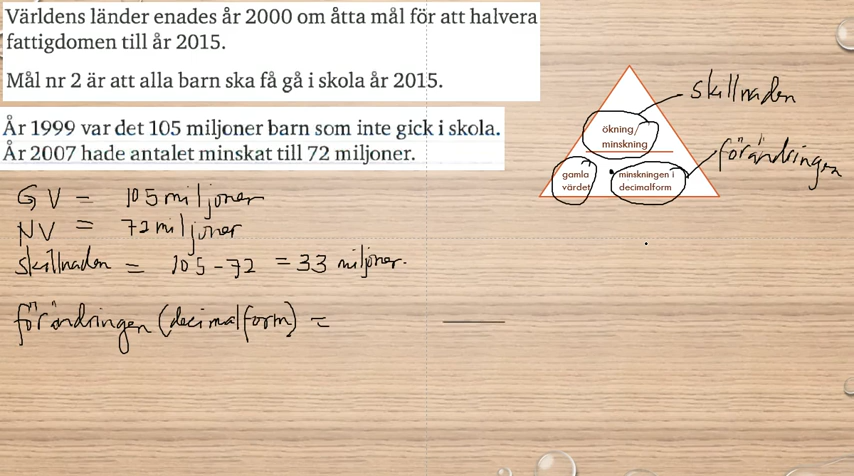 Världens länder enades år 2000 om åtta mål för att halvera
fattigdomen till år 2015.
Mål nr 2 är att alla barn ska få gå i skola år 2015.
År 1999 var det 105 miljoner barn som inte gick i skola.
År 2007 hade antalet minskat till 72 miljoner.
GV = 105 miljoner
NV = 72 miljoner
skillnaden = 105 - 72 = 33 miljoner.
förändringen (decimalform) =
skillnaden
ökning/
minskning
förändringen
gamla
värdet
minskningen i
decimalform